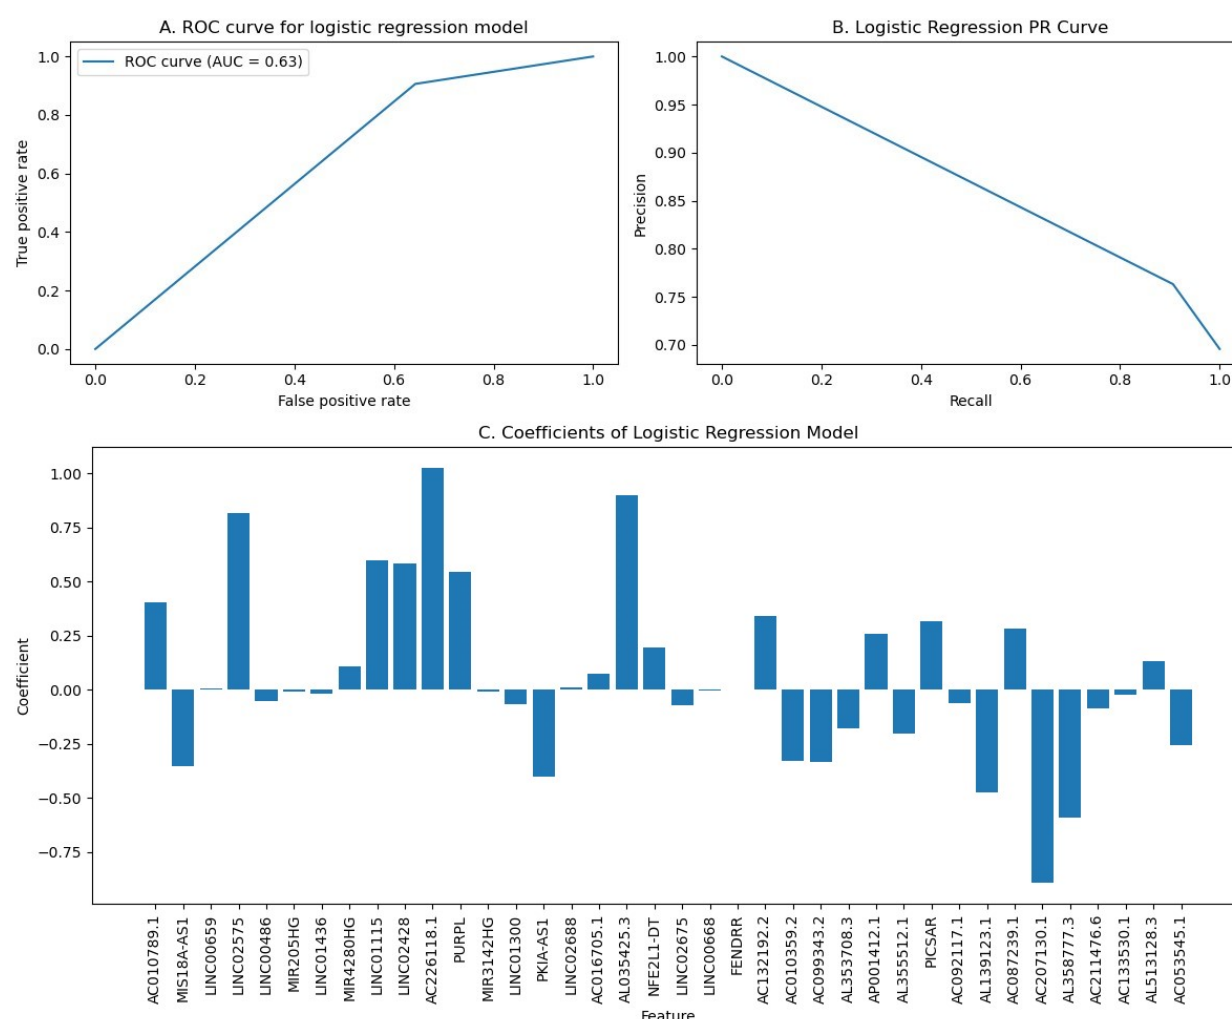 A. ROC curve for logistic regression model
ROC curve (AUC = 0.63)
1.0
0.8
0.6
0.4
0.2
0.0
True positive rate
0.0 0.2 0.4 0.6 0.8 1.0
False positive rate
B. Logistic Regression PR Curve
1.00
0.95
0.90
0.85
0.80
0.75
0.70
Precision
0.0 0.2 0.4 0.6 0.8 1.0
Recall
C. Coefficients of Logistic Regression Model
1.00
0.75
0.50
0.25
0.00
−0.25
−0.50
−0.75
Coefficient
AC010789.1
MIS18A-AS1
LINC00659
LINC02575
LINC00486
MIR205HG
LINC01436
MIR4280HG
LINC01115
LINC02428
AC226118.1
PURPL
MIR3142HG
LINC01300
PKIA-AS1
LINC02688
AC016705.1
AL035425.3
NFE2L1-DT
LINC02675
LINC00668
FENDRR
AC132192.2
AC010359.2
AC099343.2
AL353708.3
AP001412.1
AL355512.1
PICSAR
AC092117.1
AL139123.1
AC087239.1
AC207130.1
AL358777.3
AC211476.6
AC133530.1
AL513128.3
AC053545.1
Feature